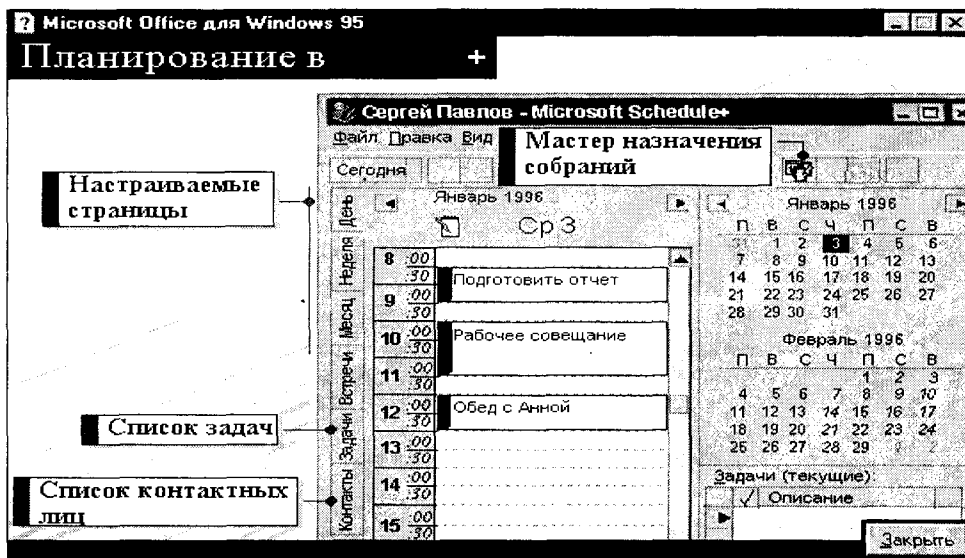 Microsoft Office для Windows 95
Планирование в
Сергей Павлов - Microsoft Schedule+
Файл Правка Вид
Мастер назначения
собраний
Сегодня
Настраиваемые
страницы
Список задач
Список контактных
лиц
День
Неделя
Месяц
Встречи
Задачи
Контакты
Январь 1996
Ср 3
8 :00
:30 Подготовить отчет
9 :00
:30
10 :00 Рабочее совещание
:30
11 :00
:30
12 :00 Обед с Анной
:30
13 :00
:30
14 :00
:30
15 :00
:30
Январь 1996
П В С Ч П С В
31 1 2 3 4 5 6
7 8 9 10 11 12 13
14 15 16 17 18 19 20
21 22 23 24 25 26 27
28 29 30 31
Февраль 1996
П В С Ч П С В
1 2 3
4 5 6 7 8 9 10
11 12 13 14 15 16 17
18 19 20 21 22 23 24
25 26 27 28 29
Задачи (текущие)
Описание
Закрыть